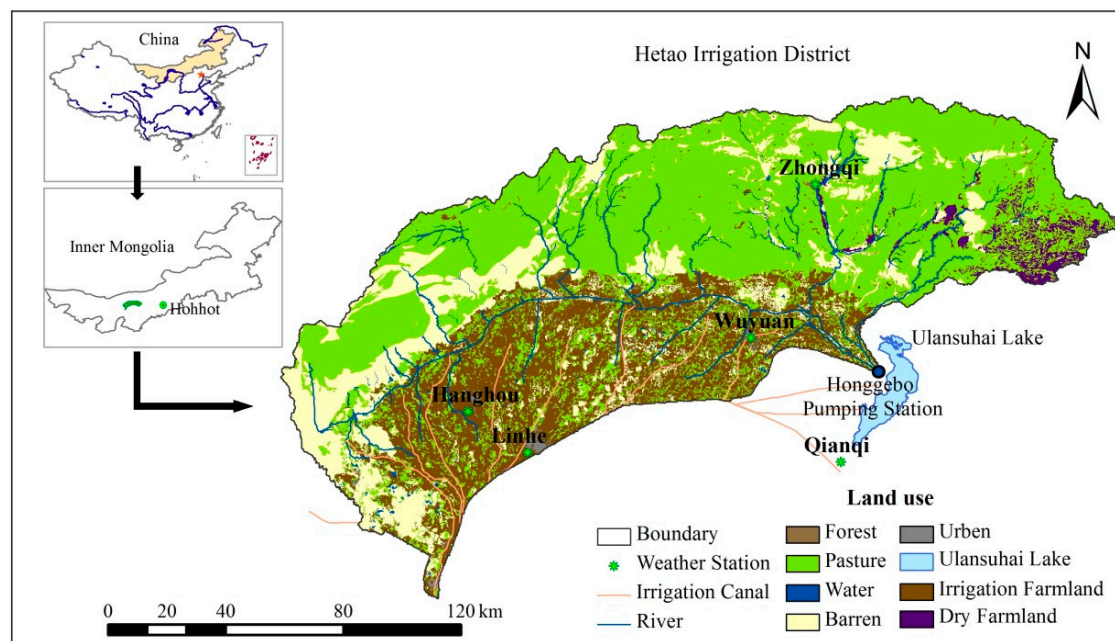 China
Hetao Irrigation District
N
Inner Mongolia
Hohhot
Zhongqi
Wuyuan
Ulansuhai Lake
Honggebo
Pumping Station
Hanghou
Linhe
Qianqi
Land use
Boundary
Weather Station
Irrigation Canal
River
Forest
Pasture
Water
Barren
Urben
Ulansuhai Lake
Irrigation Farmland
Dry Farmland
0 20 40 80 120 km